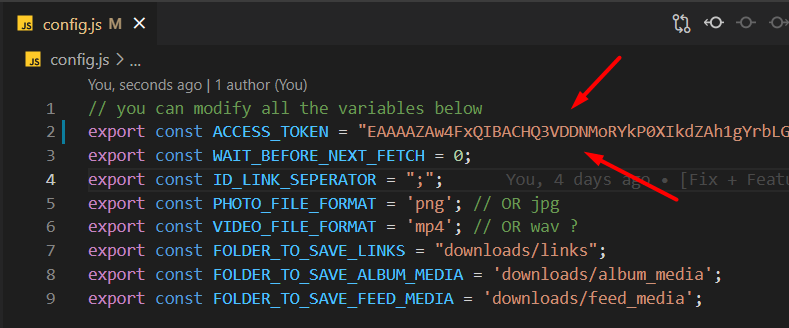 JS config.js M
JS config.js > ...
You, seconds ago | 1 author (You)
1 // you can modify all the variables below
2 export const ACCESS_TOKEN = "EAAAAZAw4FxQIBACHQ3VDDNMoRYkP0XIkdZAh1gYrbLG
3 export const WAIT_BEFORE_NEXT_FETCH = 0;
4 export const ID_LINK_SEPERATOR = ";"; You, 4 days ago • [Fix + Featu
5 export const PHOTO_FILE_FORMAT = 'png'; // OR jpg
6 export const VIDEO_FILE_FORMAT = 'mp4'; // OR wav ?
7 export const FOLDER_TO_SAVE_LINKS = "downloads/links";
8 export const FOLDER_TO_SAVE_ALBUM_MEDIA = 'downloads/album_media';
9 export const FOLDER_TO_SAVE_FEED_MEDIA = 'downloads/feed_media';